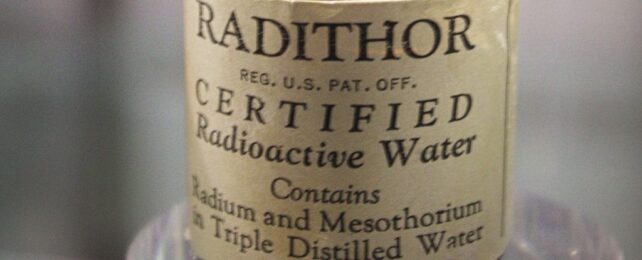 RADITHOR
REG. U.S. PAT. OFF.
CERTIFIED
Radioactive Water
Contains
Radium and Mesothorium
in Triple Distilled Water